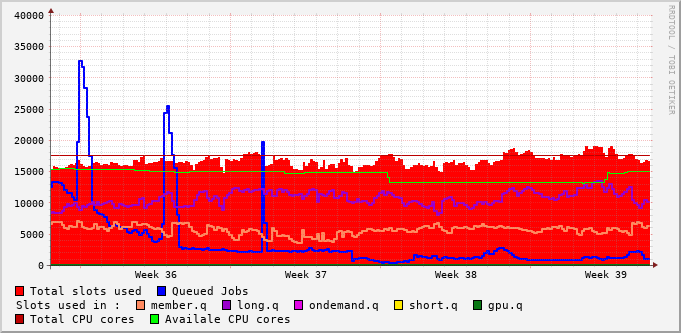 40000
35000
30000
25000
20000
15000
10000
5000
0
Week 36 Week 37 Week 38 Week 39
RRDTOOL / TOBI OETIKER
Total slots used Queued Jobs
Slots used in : member.q long.q ondemand.q short.q gpu.q
Total CPU cores Availale CPU cores